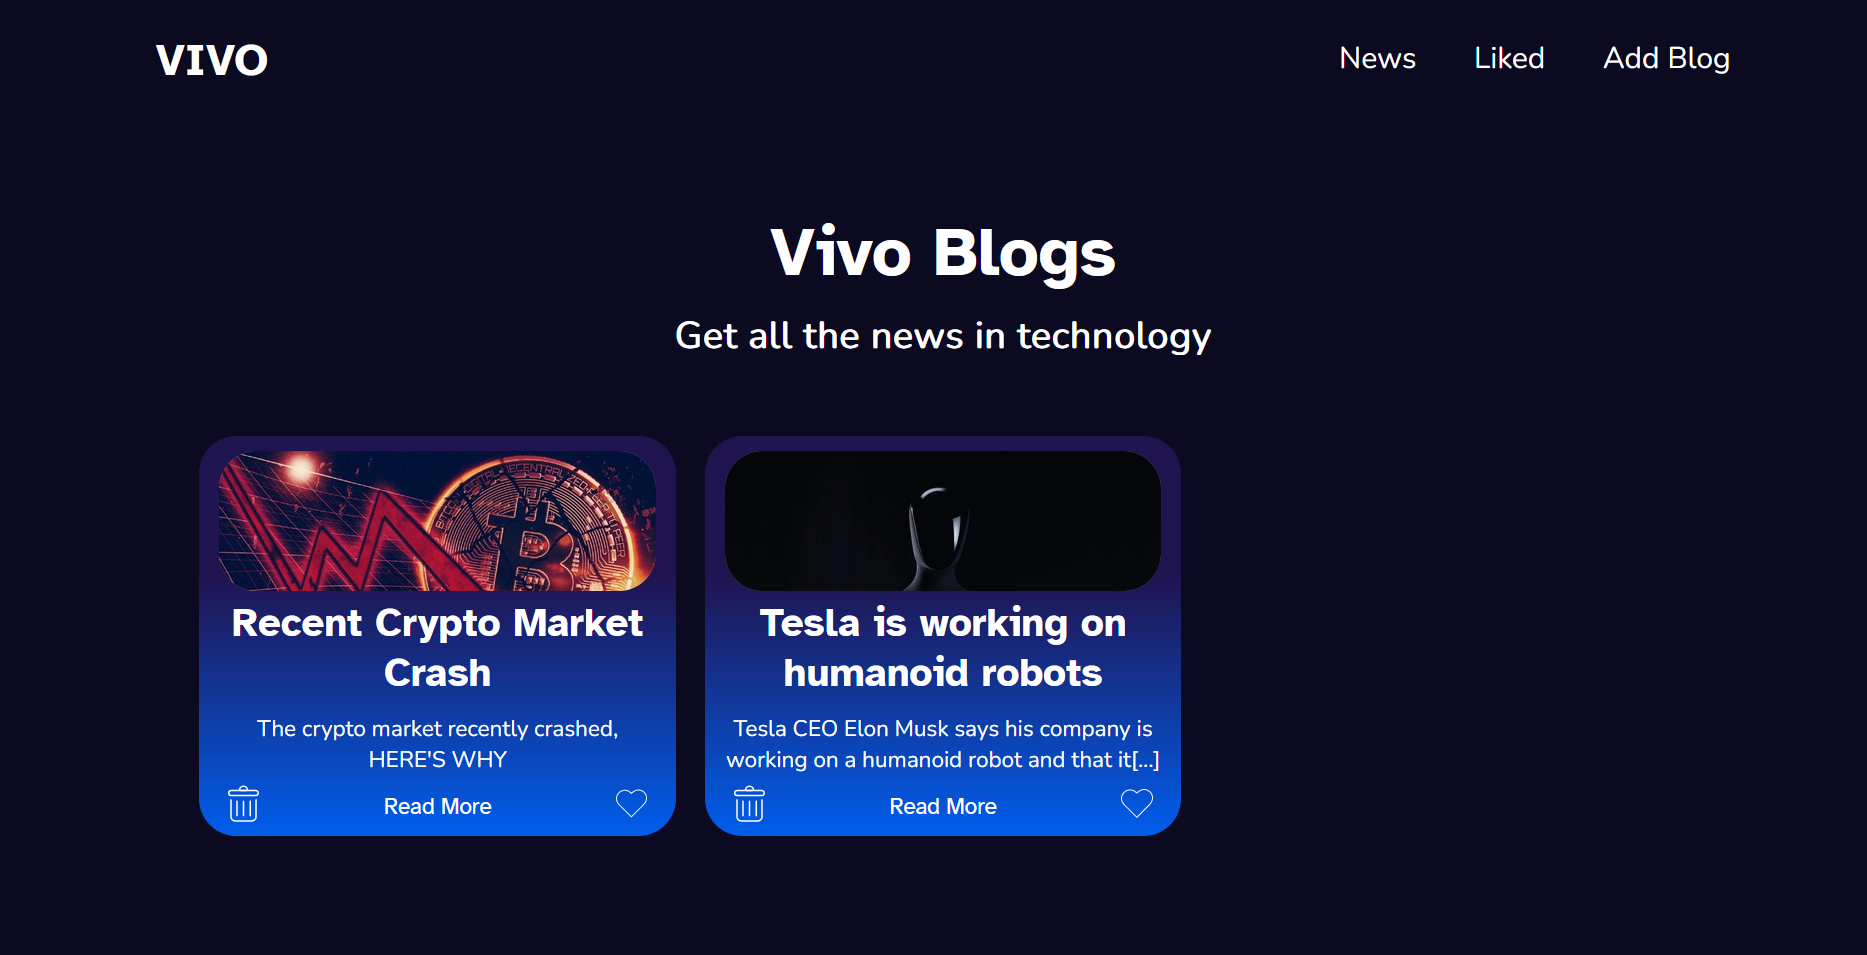 VIVO
News
Liked
Add Blog
Vivo Blogs
Get all the news in technology
Recent Crypto Market
Crash
The crypto market recently crashed,
HERE'S WHY
Read More
Tesla is working on
humanoid robots
Tesla CEO Elon Musk says his company is
working on a humanoid robot and that it[...]
Read More